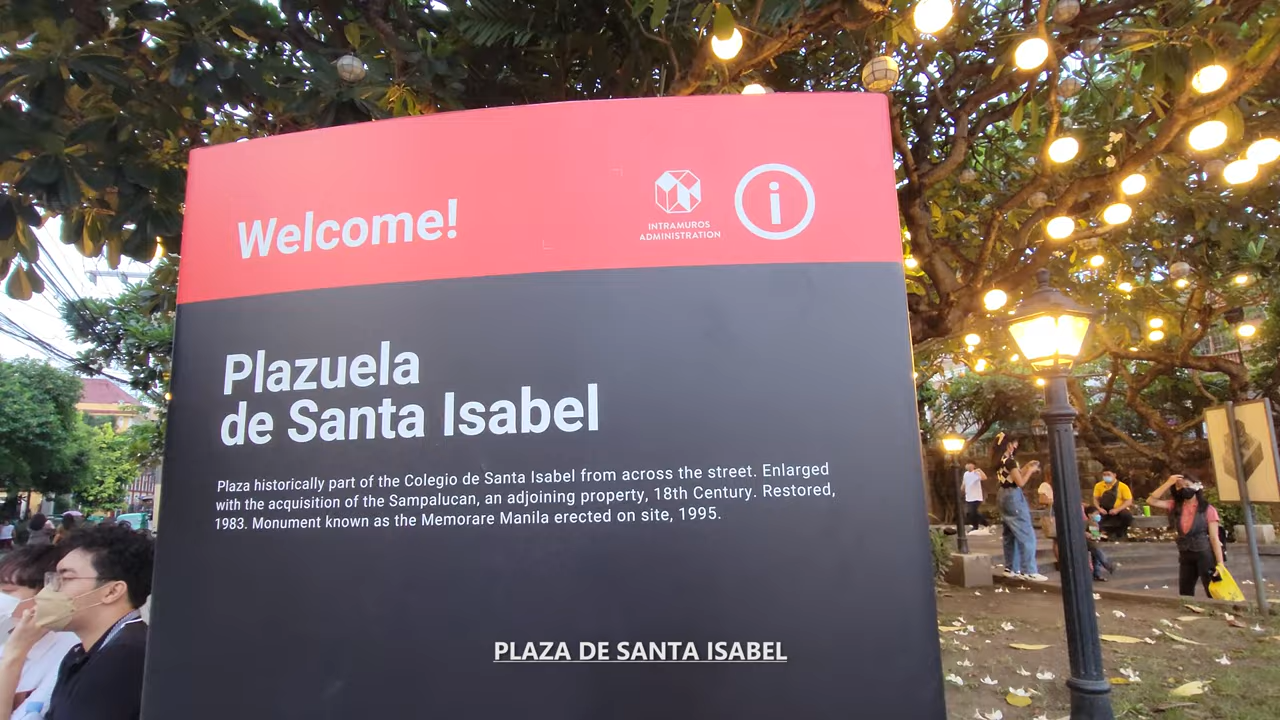 Welcome!
INTRAMUROS
ADMINISTRATION
i
Plazuela
de Santa Isabel
Plaza historically part of the Colegio de Santa Isabel from across the street. Enlarged
with the acquisition of the Sampalucan, an adjoining property, 18th Century. Restored,
1983. Monument known as the Memorare Manila erected on site, 1995.
PLAZA DE SANTA ISABEL